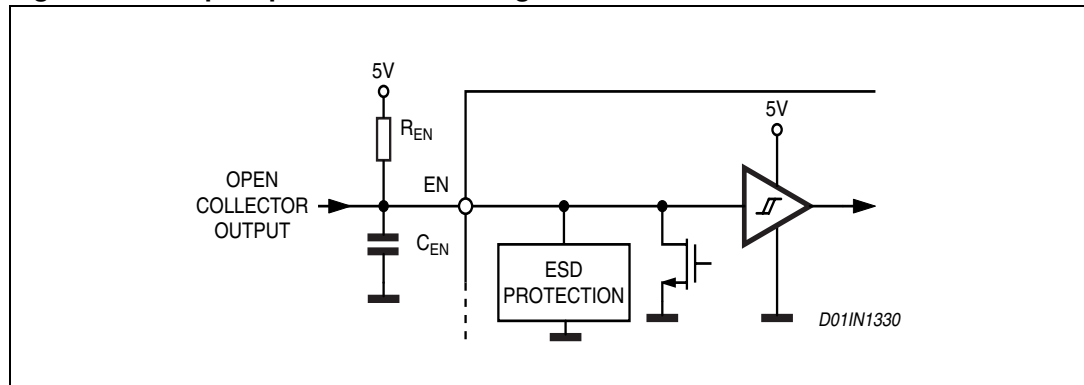 5V
R_EN
5V
OPEN
COLLECTOR
OUTPUT
EN
C_EN
ESD
PROTECTION
D01IN1330